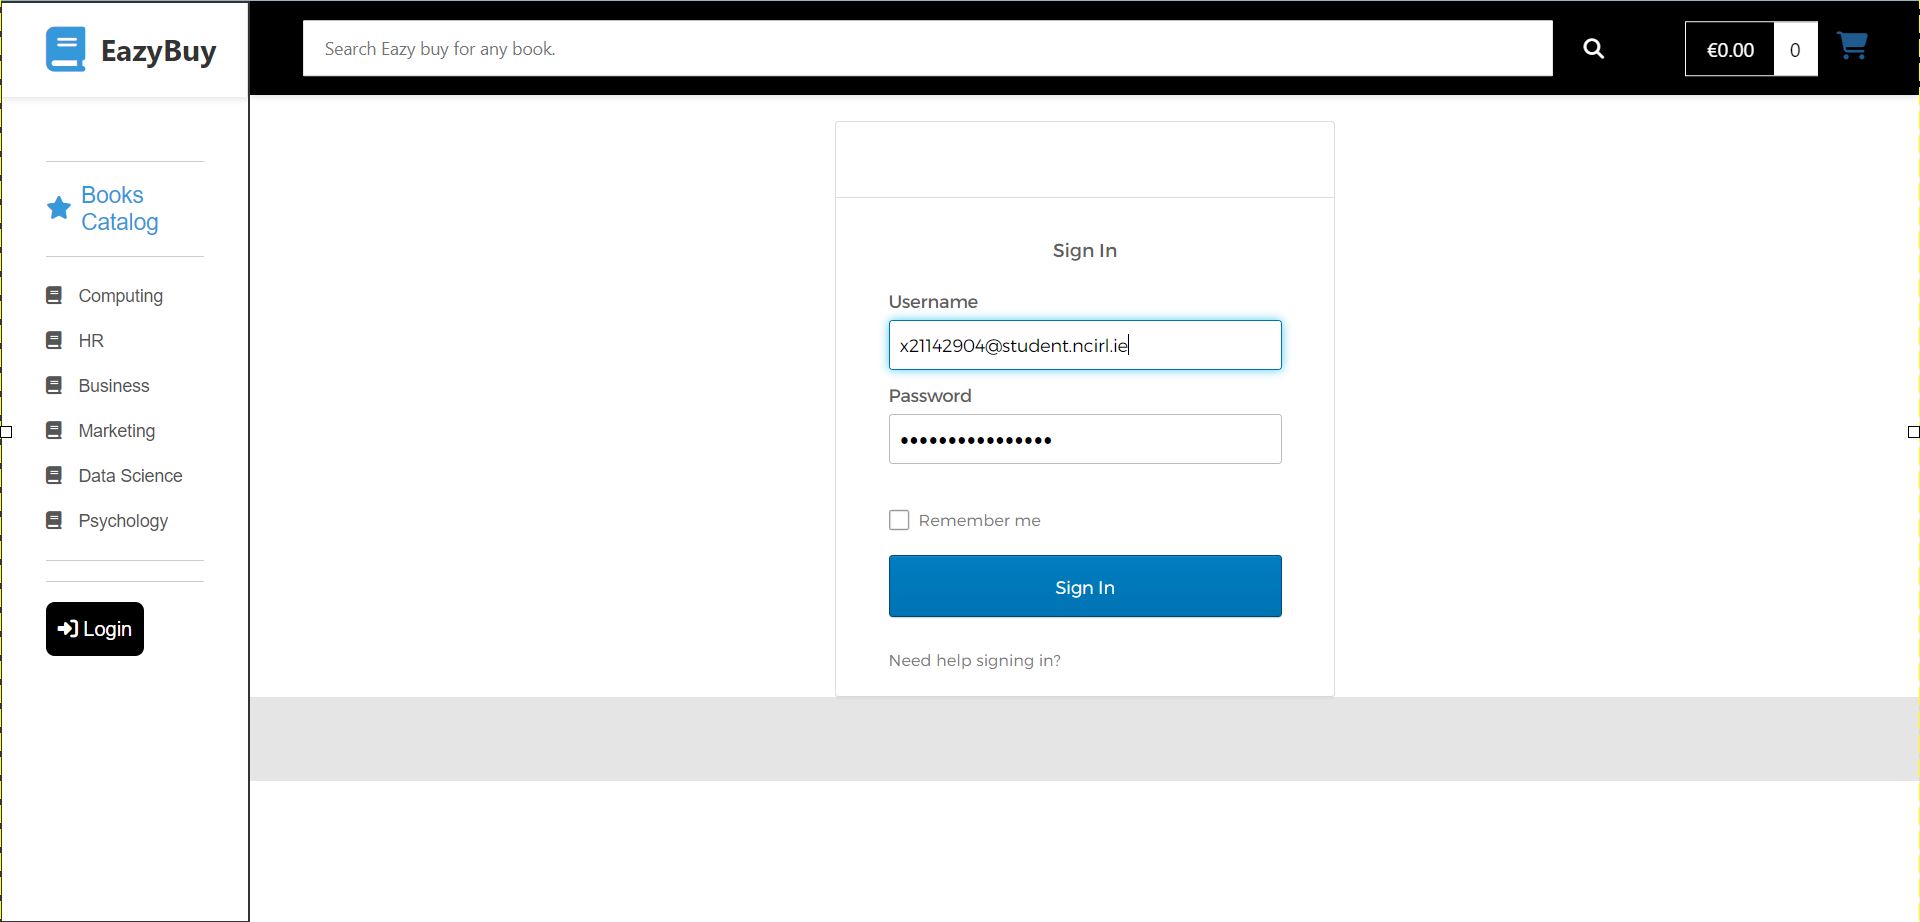 EazyBuy
Search Eazy buy for any book.
€0.00
0
Books
Catalog
Computing
HR
Business
Marketing
Data Science
Psychology
Login
Sign In
Username
x21142904@student.ncirl.ie
Password
Remember me
Sign In
Need help signing in?